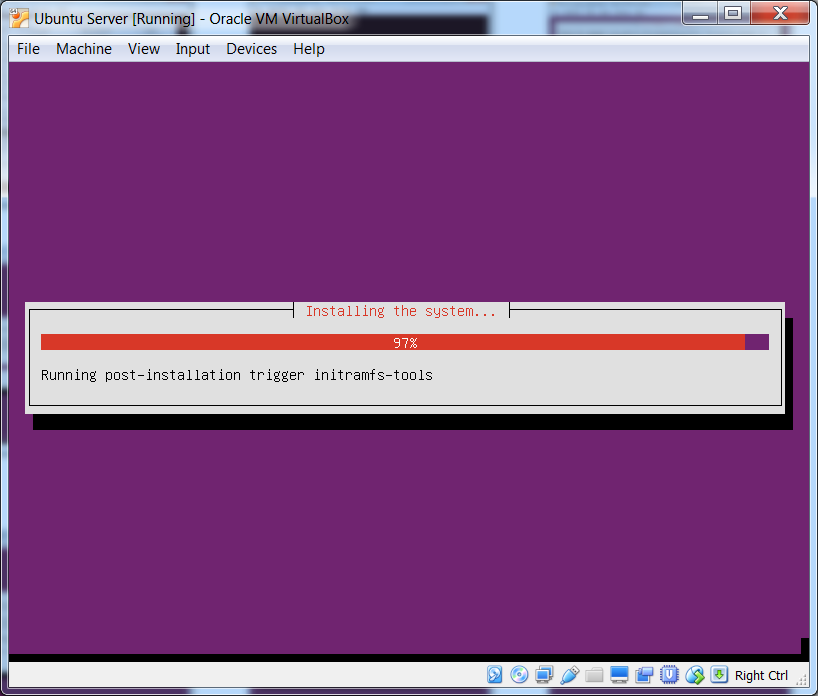 Ubuntu Server [Running] - Oracle VM VirtualBox
File Machine View Input Devices Help
Installing the system...
97%
Running post-installation trigger initramfs-tools
Right Ctrl